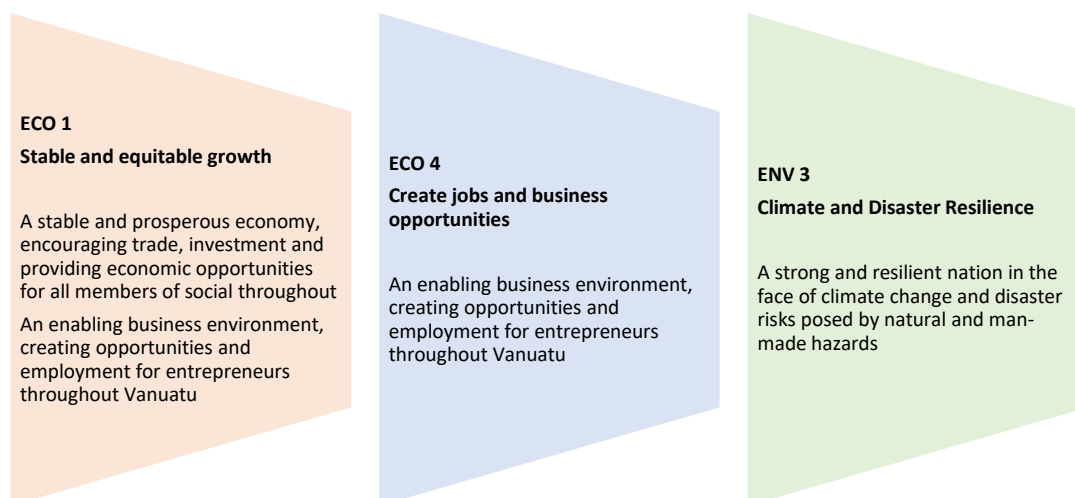 ECO 1
Stable and equitable growth
A stable and prosperous economy,
encouraging trade, investment and
providing economic opportunities
for all members of social throughout
An enabling business environment,
creating opportunities and
employment for entrepreneurs
throughout Vanuatu
ECO 4
Create jobs and business
opportunities
An enabling business environment,
creating opportunities and
employment for entrepreneurs
throughout Vanuatu
ENV 3
Climate and Disaster Resilience
A strong and resilient nation in the
face of climate change and disaster
risks posed by natural and man-
made hazards